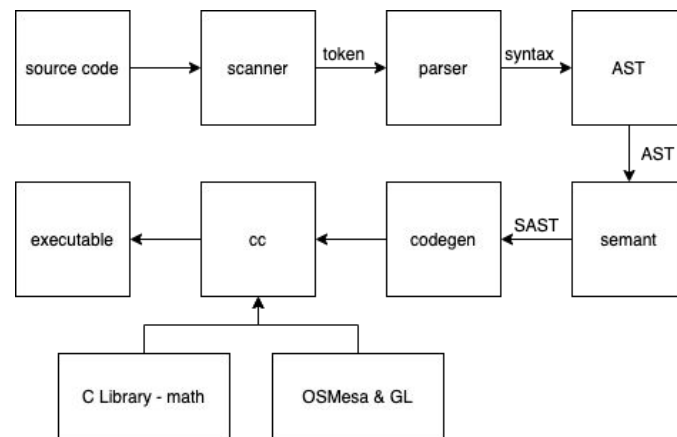 source code
token
scanner
parser
syntax
AST
AST
executable
cc
codegen
SAST
semant
C Library - math
OSMesa & GL